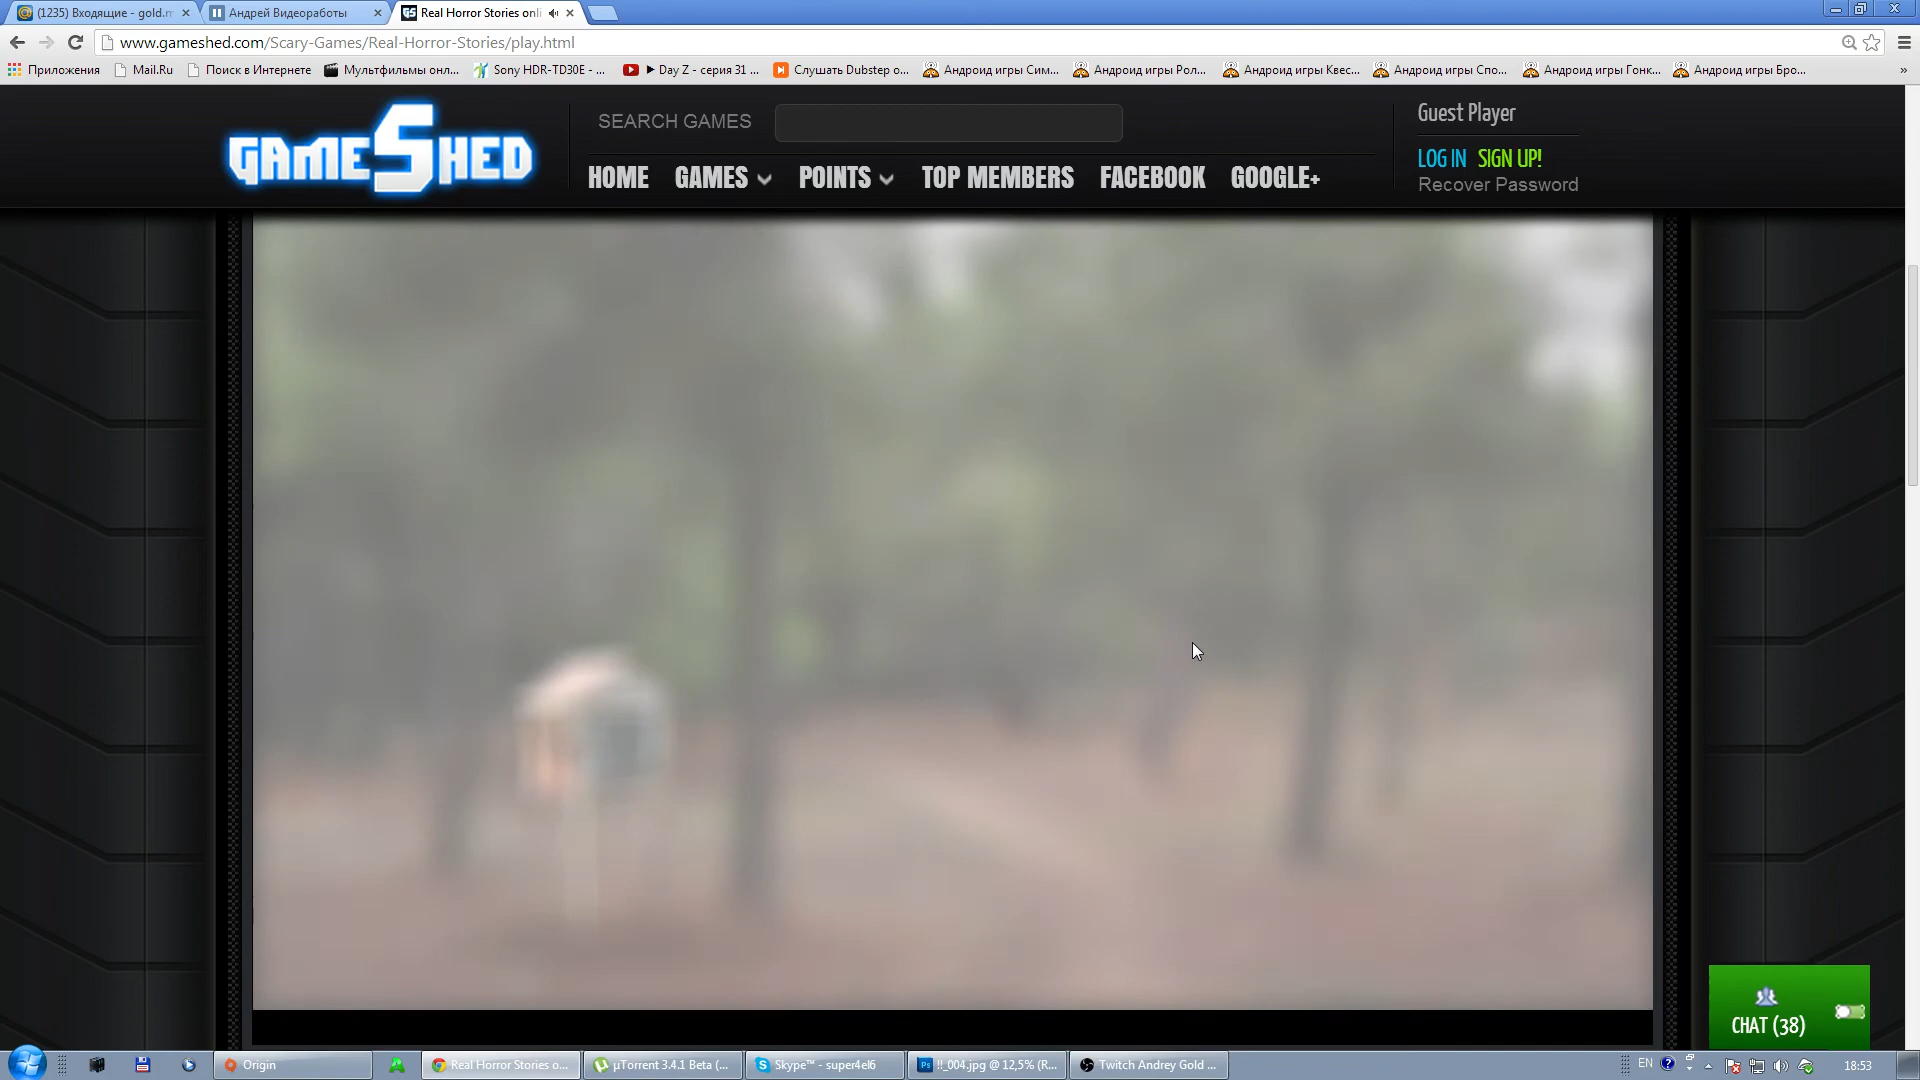 (1235) Входящие - gold.m
Андрей Видеоработы
Real Horror Stories onli
www.gameshed.com/Scary-Games/Real-Horror-Stories/play.html
Приложения
Mail.Ru
Поиск в Интернете
Мультфильмы онл...
Sony HDR-TD30E - ...
Day Z - серия 31 ...
Слушать Dubstep о...
Андроид игры Сим...
Андроид игры Рол...
Андроид игры Квес...
Андроид игры Спо...
Андроид игры Гонк...
Андроид игры Бро...
GAMESHED
SEARCH GAMES
Guest Player
LOG IN SIGN UP!
Recover Password
HOME GAMES POINTS TOP MEMBERS FACEBOOK GOOGLE+
CHAT (38)
Origin
Real Horror Stories o...
µTorrent 3.4.1 Beta (...
Skype™ - super4el6
!!_004.jpg @ 12,5% (R...
Twitch Andrey Gold ...
EN
18:53